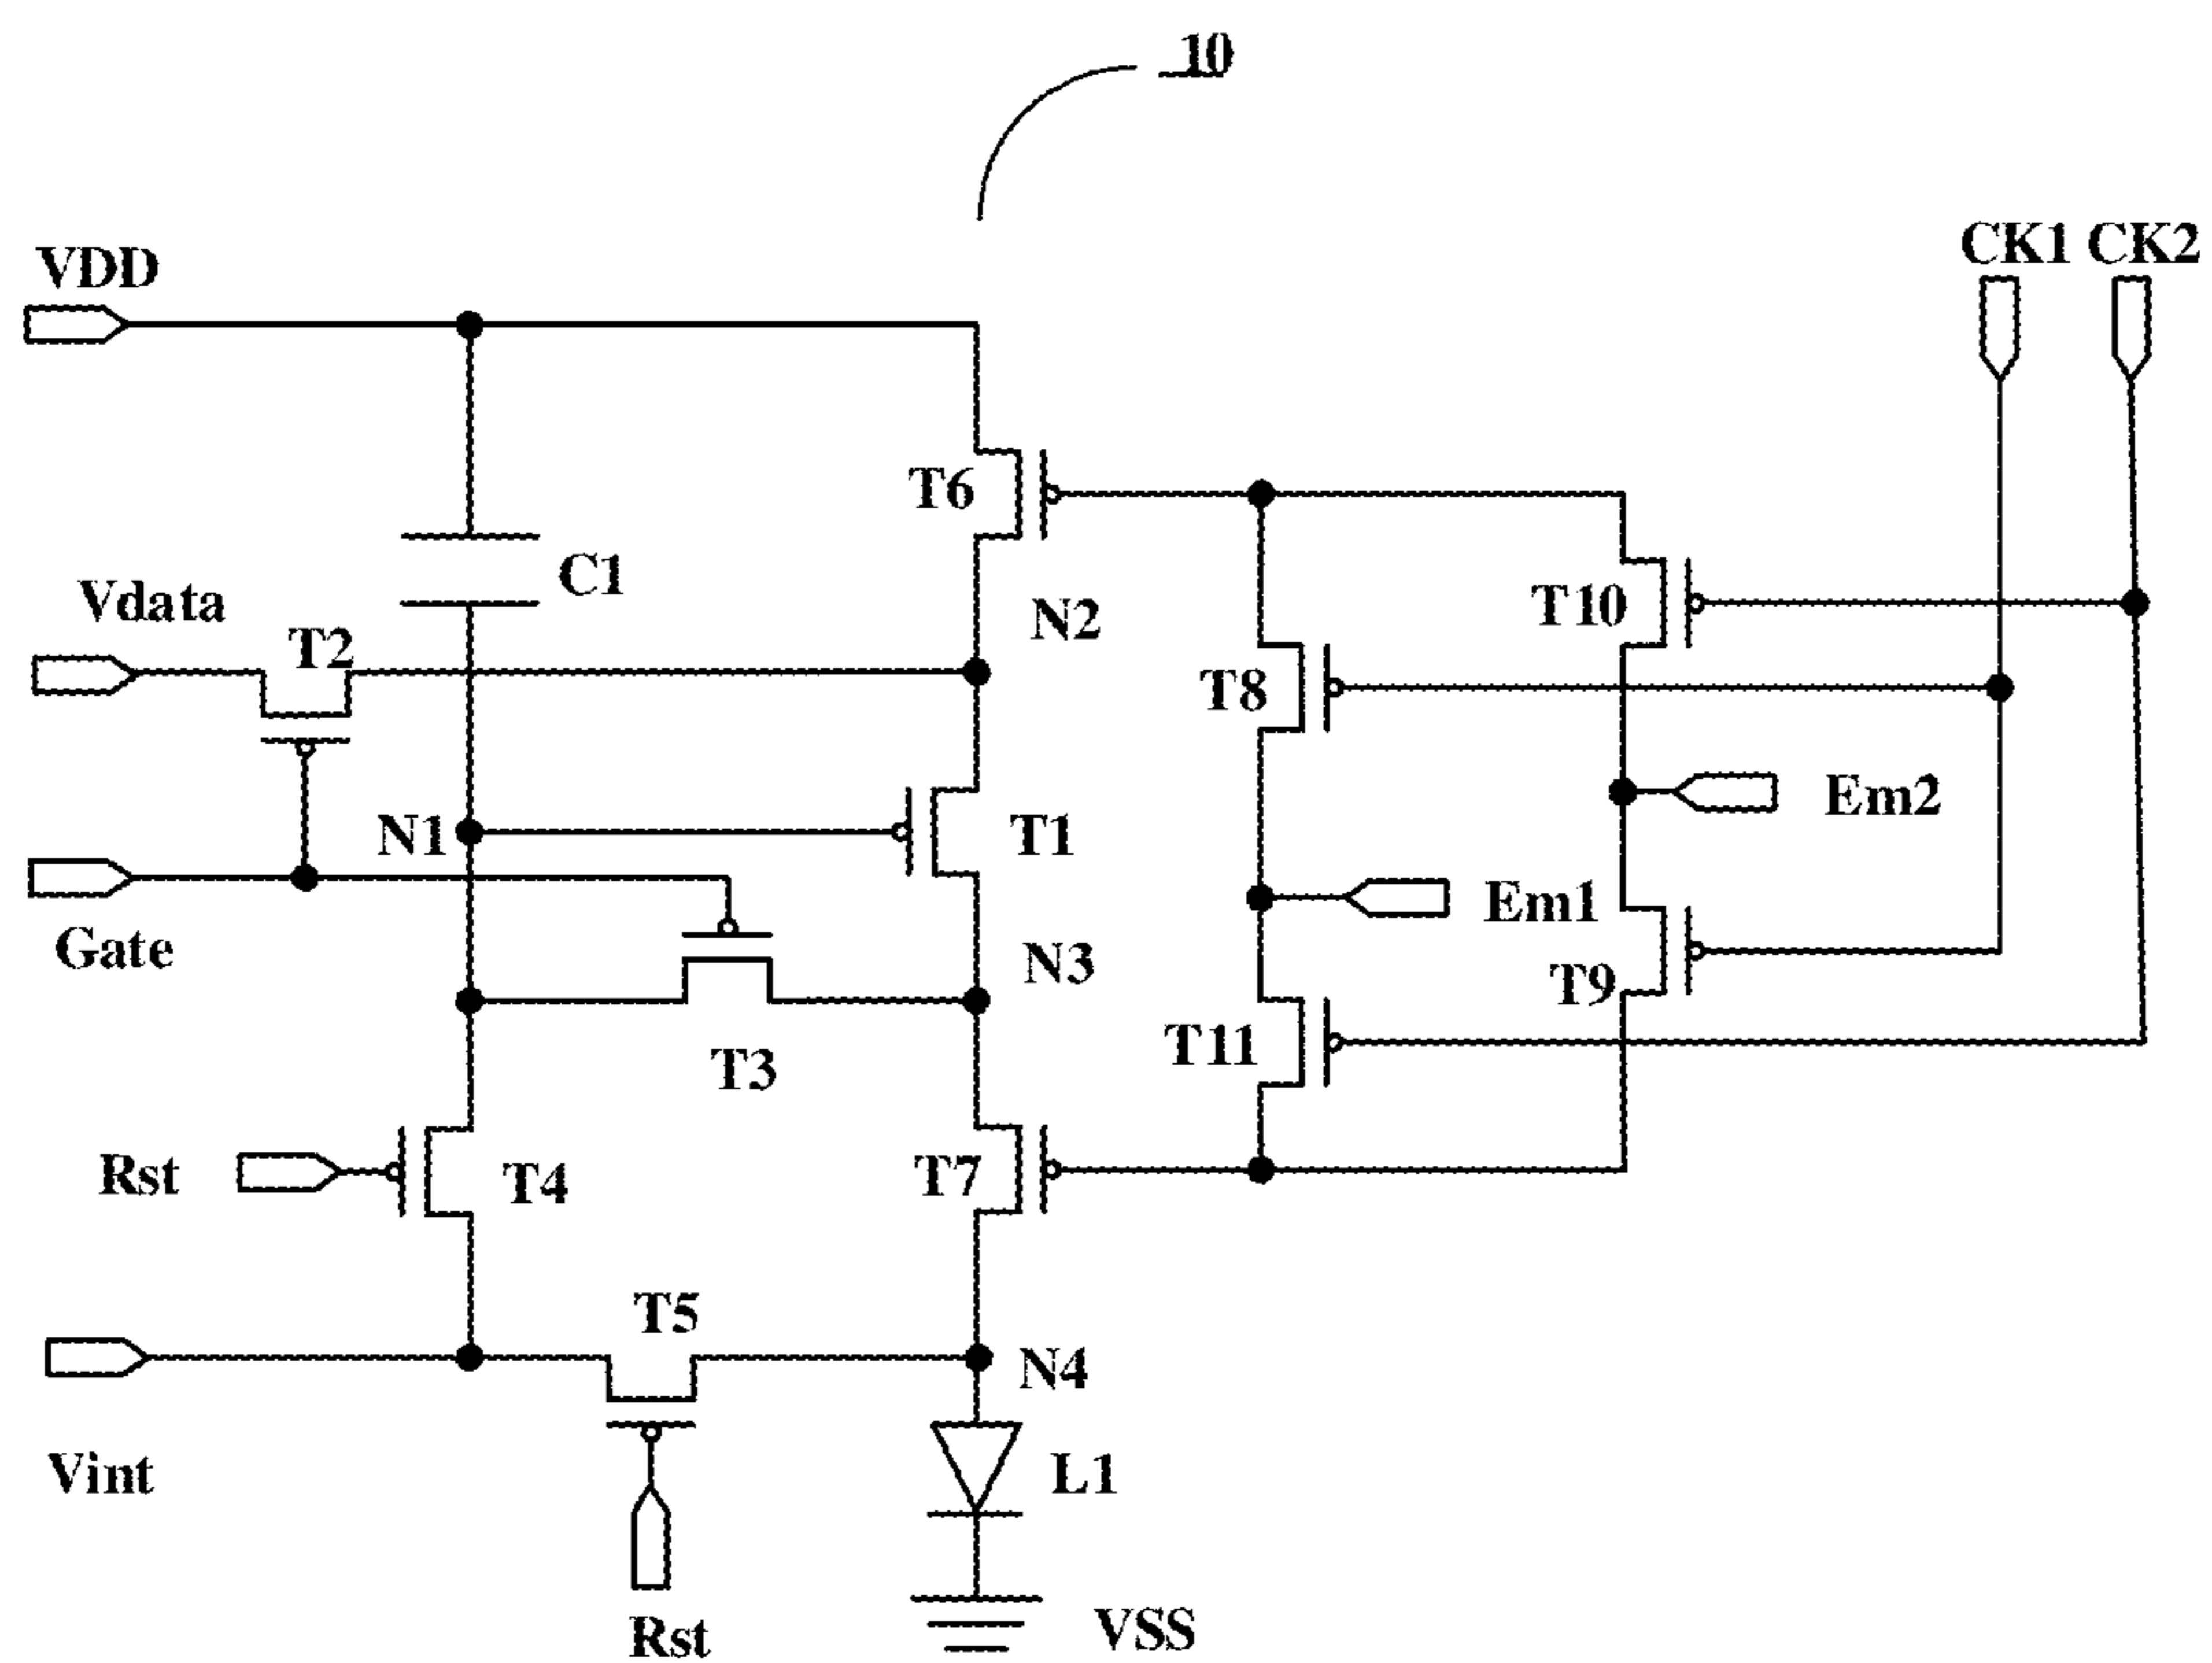 10
CK1 CK2
VDD
T6
C1
N2
T10
Vdata
T2
T8
Em2
N1
T1
Em1
Gate
N3
T9
T11
T3
Rst
T4
T7
T5
N4
Vint
L1
Rst
VSS